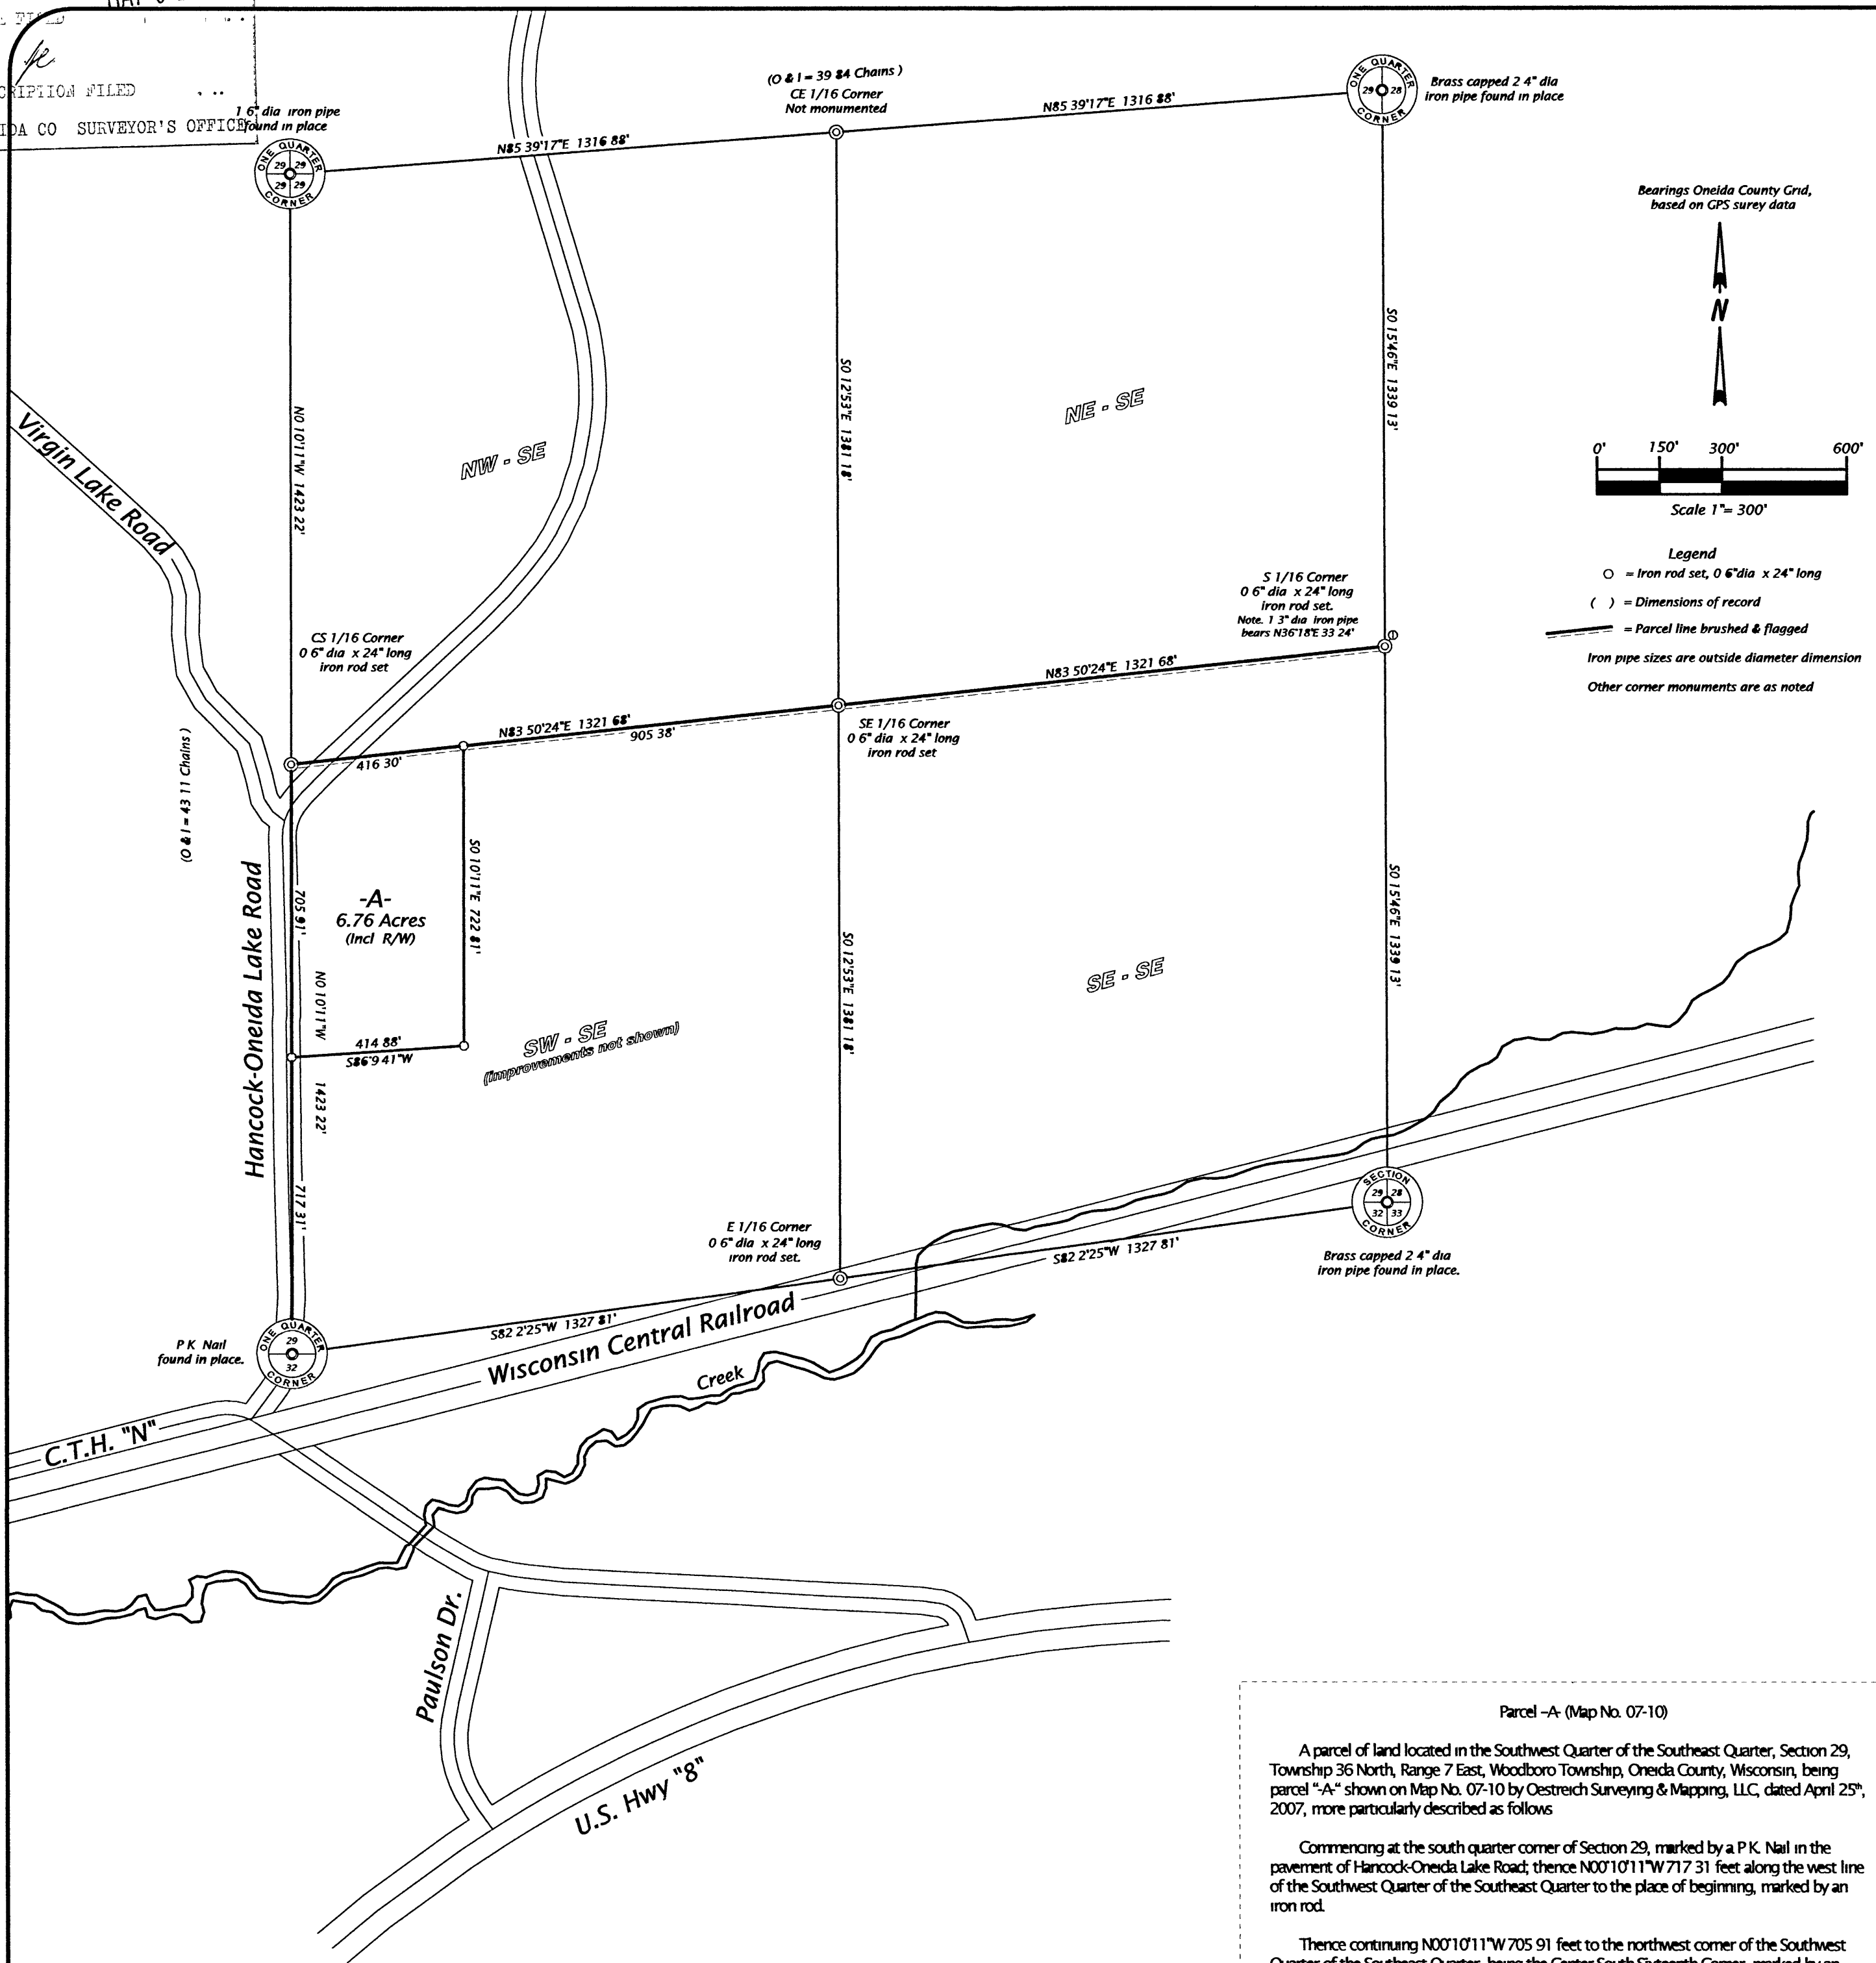 FILED
CRIPTION FILED
IDA CO SURVEYOR'S OFFICE
1 6" dia iron pipe
found in place
ONE QUARTER
29 29
29 29
CORNER
(O & I = 39 84 Chains )
CE 1/16 Corner
Not monumented
N85 39'17"E 1316 88'
N85 39'17"E 1316 88'
ONE QUARTER
29 28
CORNER
Brass capped 2 4" dia
iron pipe found in place
Bearings Oneida County Grid,
based on GPS surey data
N
0' 150' 300' 600'
Scale 1"= 300'
Legend
= Iron rod set, 0 6"dia x 24" long
( ) = Dimensions of record
= Parcel line brushed & flagged
Iron pipe sizes are outside diameter dimension
Other corner monuments are as noted
N0 10'11"W 1423 22'
S0 12'53"E 1381 18'
S0 15'46"E 1339 13'
NW - SE
NE - SE
Virgin Lake Road
CS 1/16 Corner
0 6" dia x 24" long
iron rod set
S 1/16 Corner
0 6" dia x 24" long
iron rod set.
Note. 1 3" dia iron pipe
bears N36°18'E 33 24'
N83 50'24"E 1321 68'
N83 50'24"E 1321 68'
905 38'
416 30'
SE 1/16 Corner
0 6" dia x 24" long
iron rod set
(O & I = 43 11 Chains )
Hancock-Oneida Lake Road
705 91'
-A-
6.76 Acres
(Incl R/W)
S0 10'11"E 722 81'
N0 10'11"W
1423 22'
414 88'
S86°9 41"W
SW - SE
(improvements not shown)
S0 12'53"E 1381 18'
SE - SE
S0 15'46"E 1339 13'
717 31'
E 1/16 Corner
0 6" dia x 24" long
iron rod set.
SECTION
29 28
32 33
CORNER
Brass capped 2 4" dia
iron pipe found in place.
S82 2'25"W 1327 81'
S82 2'25"W 1327 81'
P K Nail
found in place.
ONE QUARTER
29
32
CORNER
Wisconsin Central Railroad
Creek
C.T.H. "N"
Paulson Dr.
U.S. Hwy "8"
Parcel -A- (Map No. 07-10)
A parcel of land located in the Southwest Quarter of the Southeast Quarter, Section 29,
Township 36 North, Range 7 East, Woodboro Township, Oneida County, Wisconsin, being
parcel "-A-" shown on Map No. 07-10 by Oestreich Surveying & Mapping, LLC, dated April 25th,
2007, more particularly described as follows
Commencing at the south quarter corner of Section 29, marked by a P K. Nail in the
pavement of Hancock-Oneida Lake Road; thence N00°10'11"W 717 31 feet along the west line
of the Southwest Quarter of the Southeast Quarter to the place of beginning, marked by an
iron rod.
Thence continuing N00°10'11"W 705 91 feet to the northwest corner of the Southwest
Quarter of the Southeast Quarter, being the Center South Sixteenth Corner, marked by an